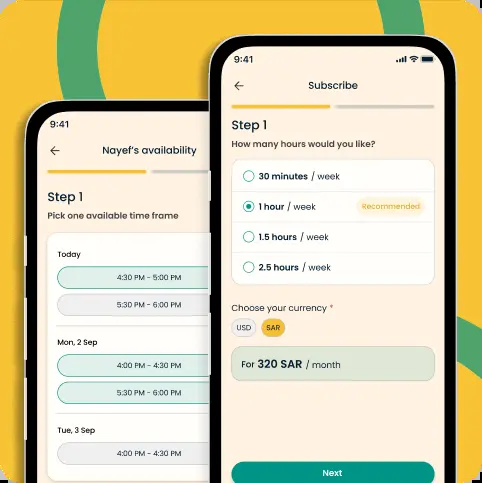 9:41
Nayef's availability
Step 1
Pick one available time frame
Today
4:30 PM - 5:00 PM
5:30 PM - 6:00 PM
Mon, 2 Sep
4:00 PM - 4:30 PM
5:30 PM - 6:00 PM
Tue, 3 Sep
4:00 PM - 4:30 PM
9:41
Subscribe
Step 1
How many hours would you like?
30 minutes / week
1 hour / week Recommended
1.5 hours / week
2.5 hours / week
Choose your currency *
USD SAR
For 320 SAR / month
Next